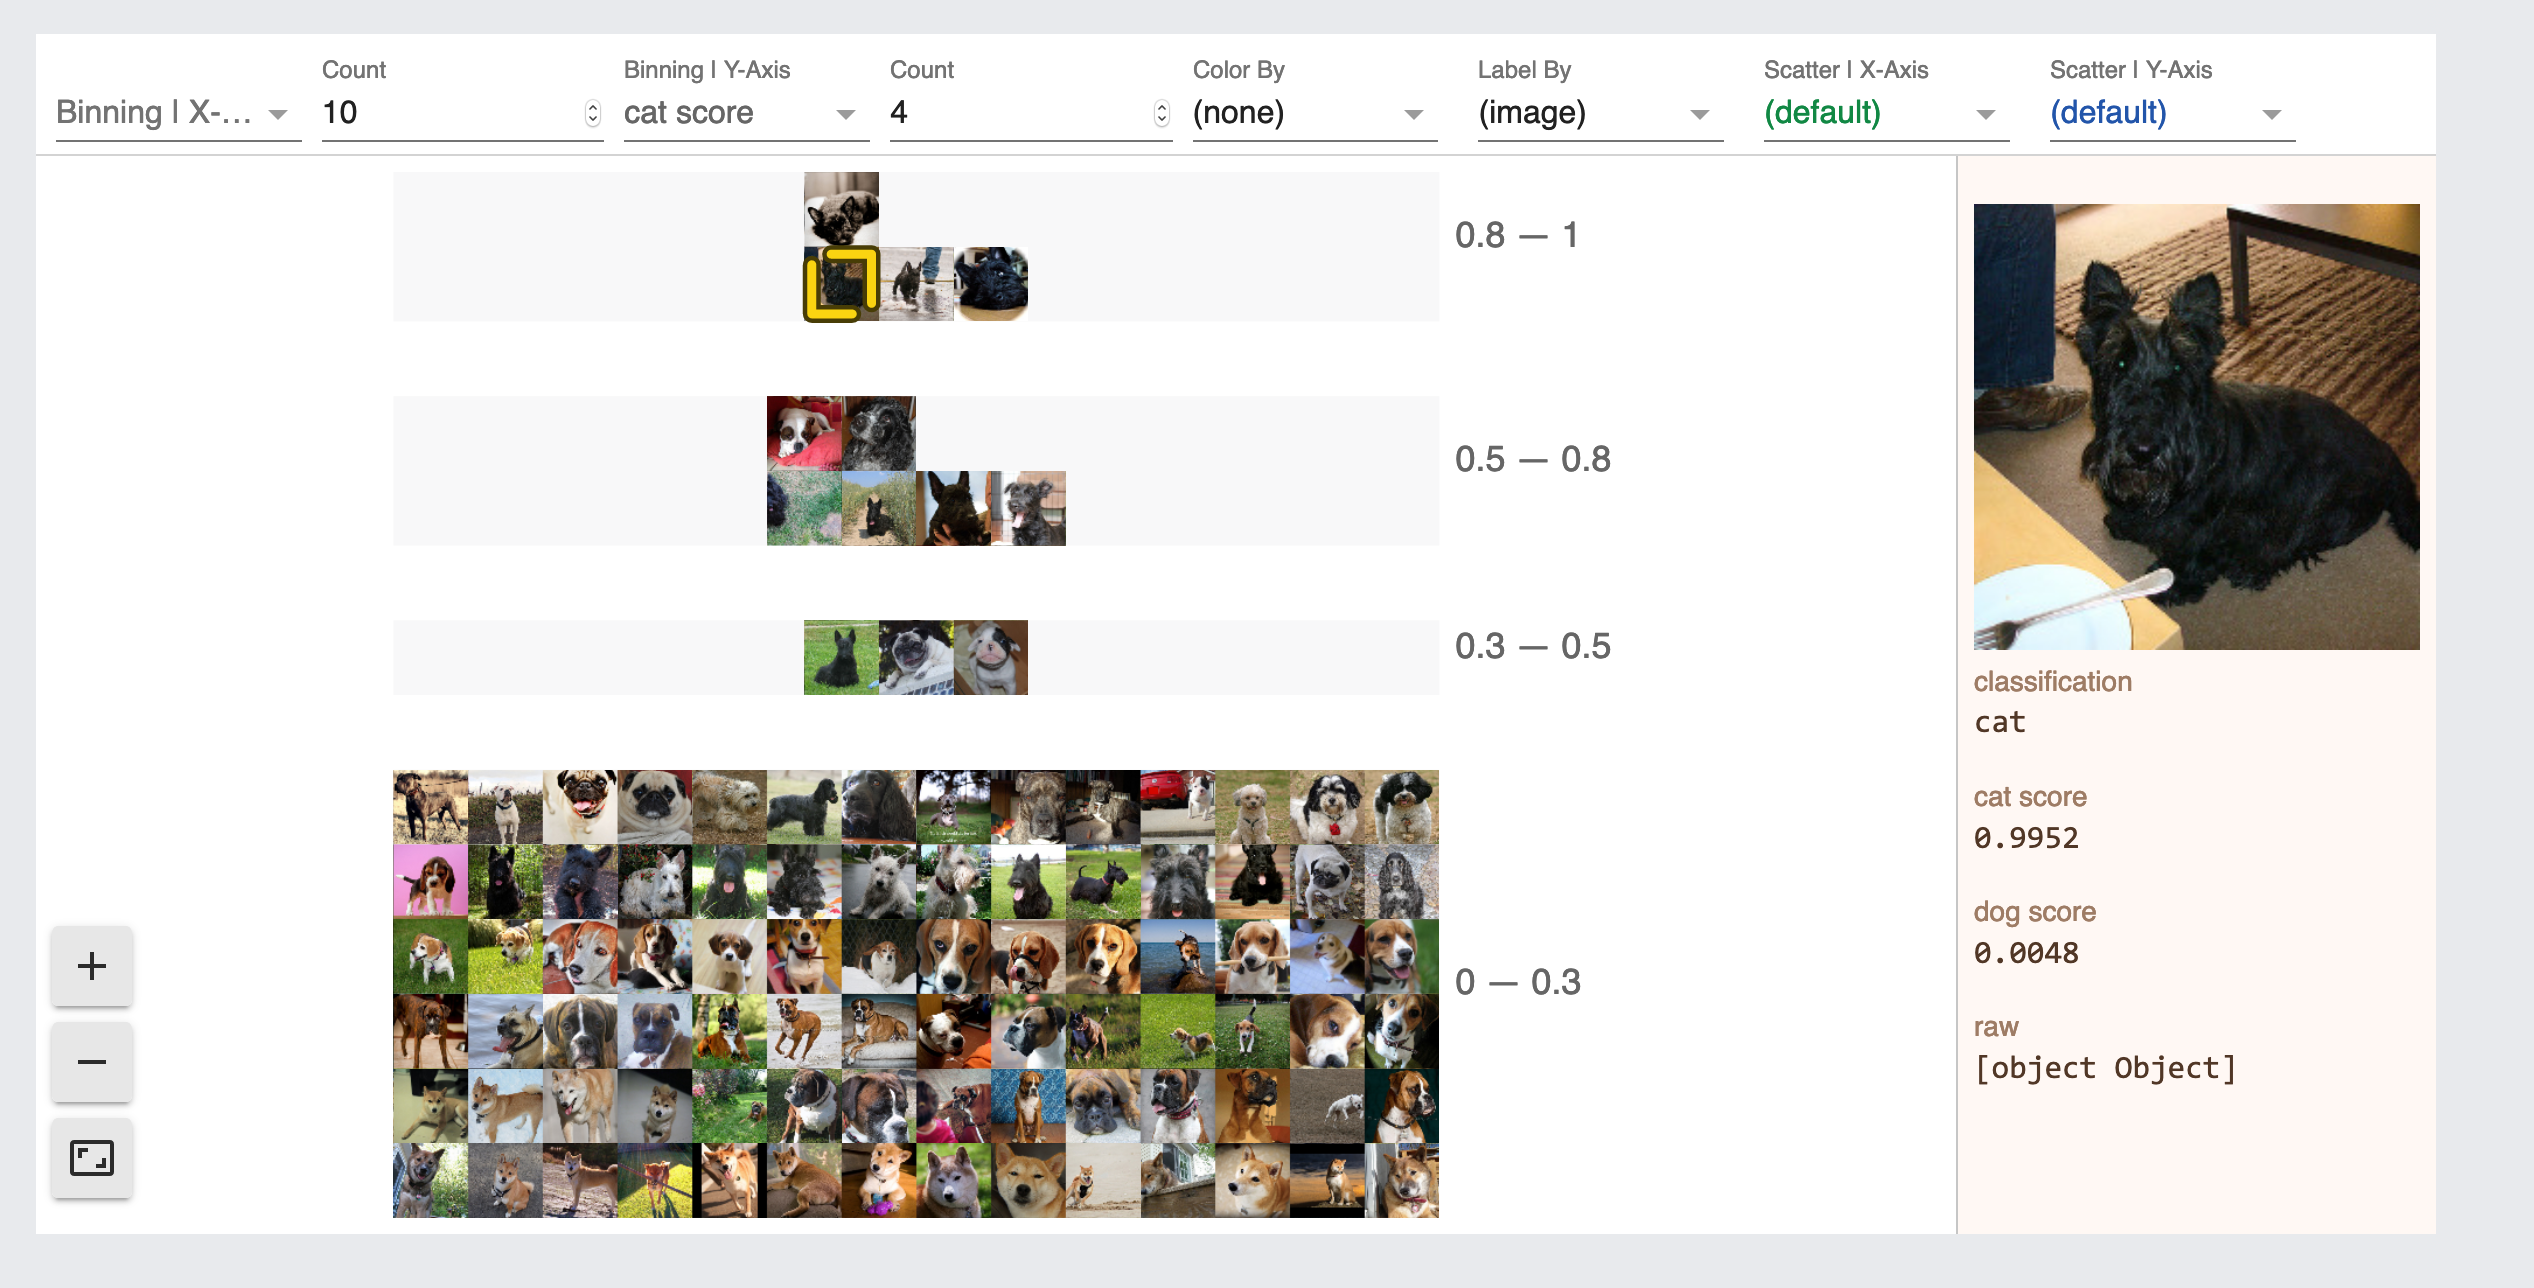 Count
Binning | Y-Axis
Count
Color By
Label By
Scatter | X-Axis
Scatter | Y-Axis
Binning | X-...
10
cat score
4
(none)
(image)
(default)
(default)
0.8 — 1
0.5 — 0.8
0.3 — 0.5
0 — 0.3
classification
cat
cat score
0.9952
dog score
0.0048
raw
[object Object]